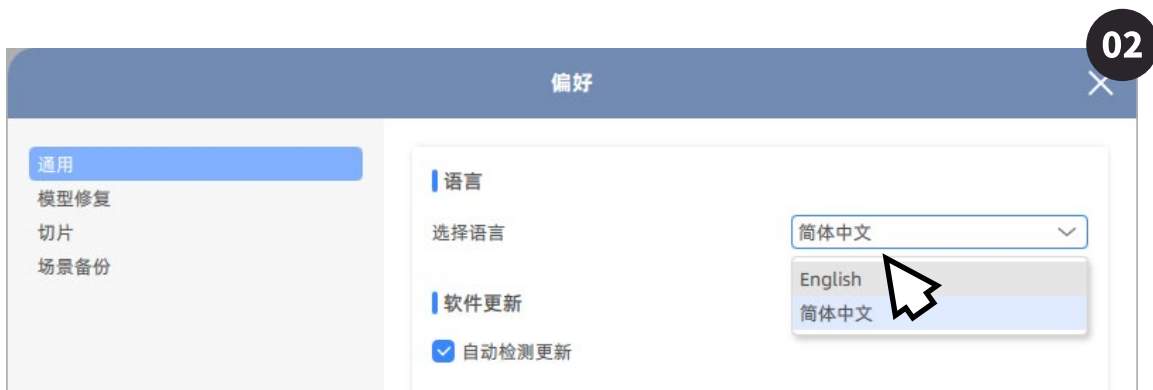 02
偏好
通用
模型修复
切片
场景备份
语言
选择语言
简体中文
English
简体中文
软件更新
自动检测更新